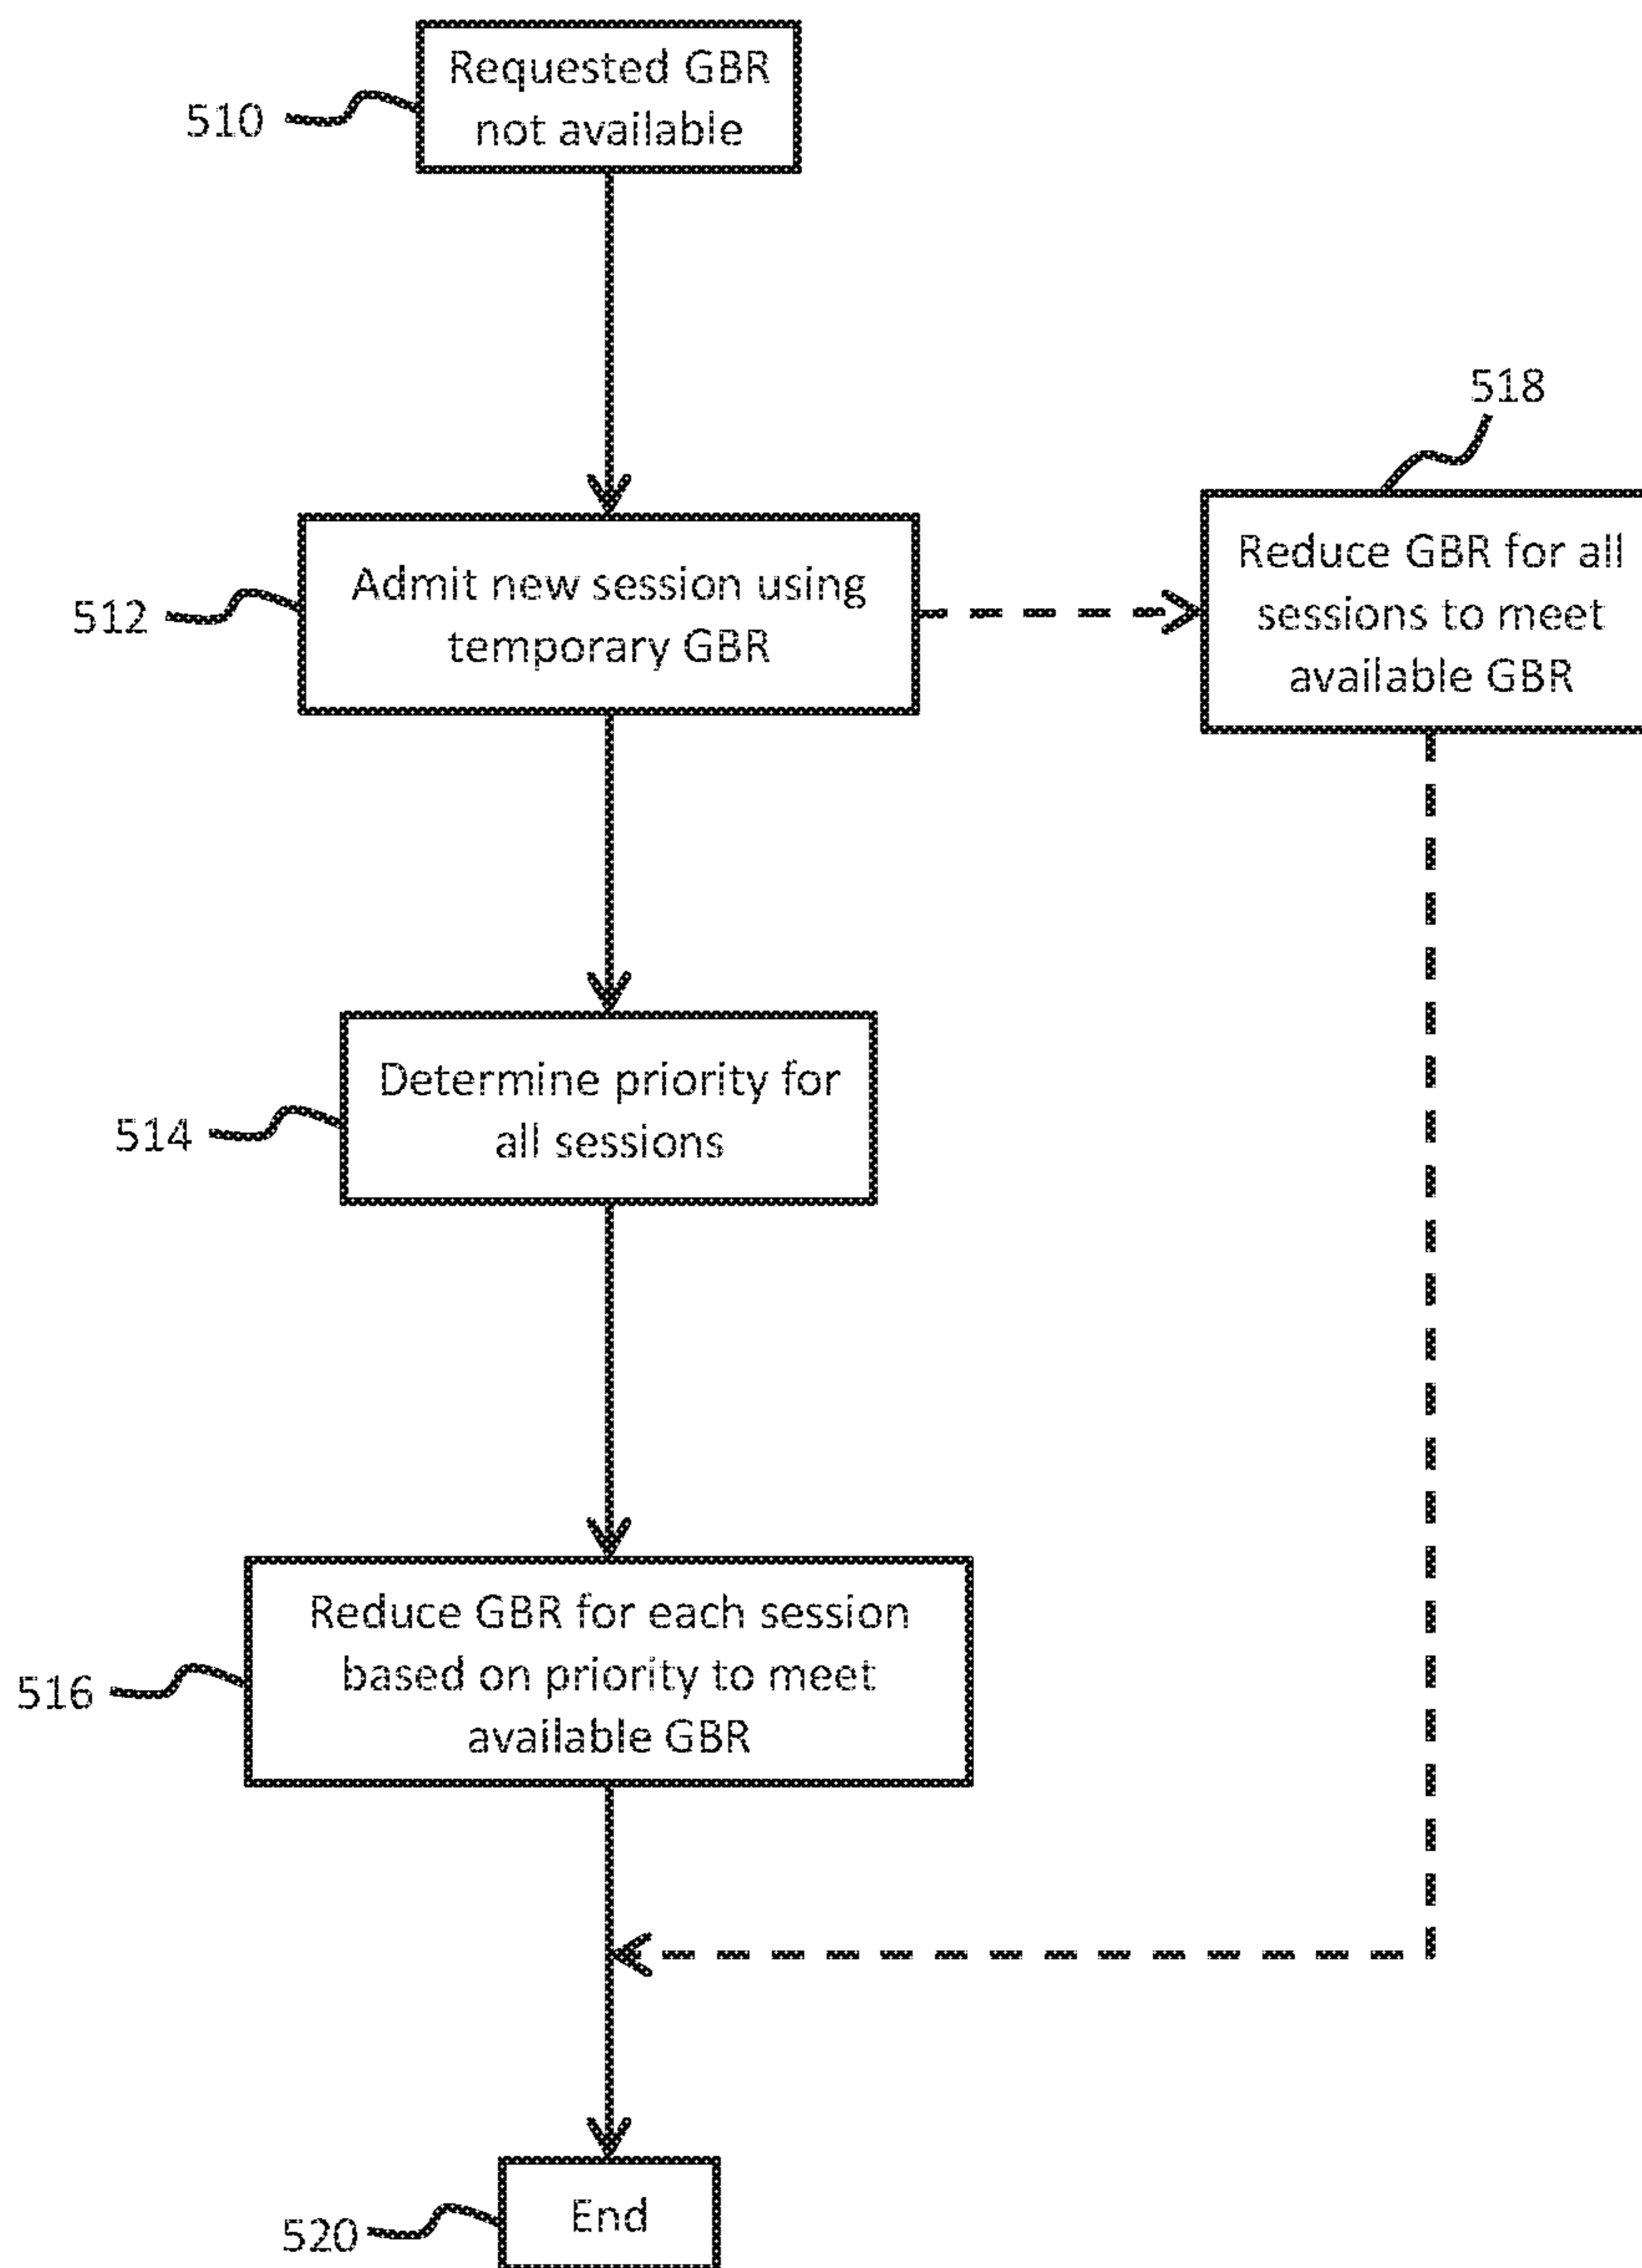 Requested GBR
not available
510
518
Admit new session using
temporary GBR
512
Reduce GBR for all
sessions to meet
available GBR
Determine priority for
all sessions
514
Reduce GBR for each session
based on priority to meet
available GBR
516
End
520